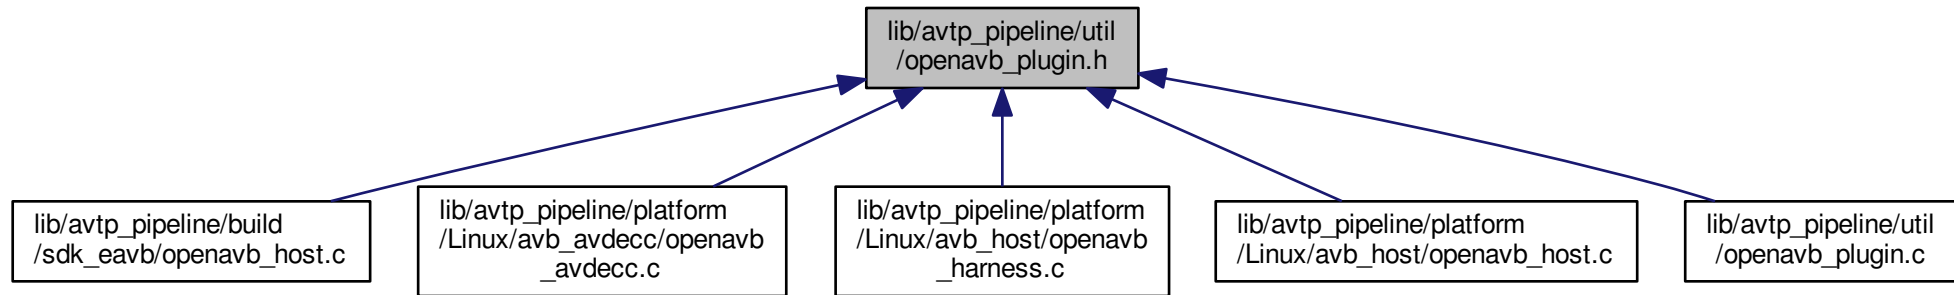 lib/avtp_pipeline/util
/openavb_plugin.h
lib/avtp_pipeline/build
/sdk_eavb/openavb_host.c
lib/avtp_pipeline/platform
/Linux/avb_avdecc/openavb
_avdecc.c
lib/avtp_pipeline/platform
/Linux/avb_host/openavb
_harness.c
lib/avtp_pipeline/platform
/Linux/avb_host/openavb_host.c
lib/avtp_pipeline/util
/openavb_plugin.c